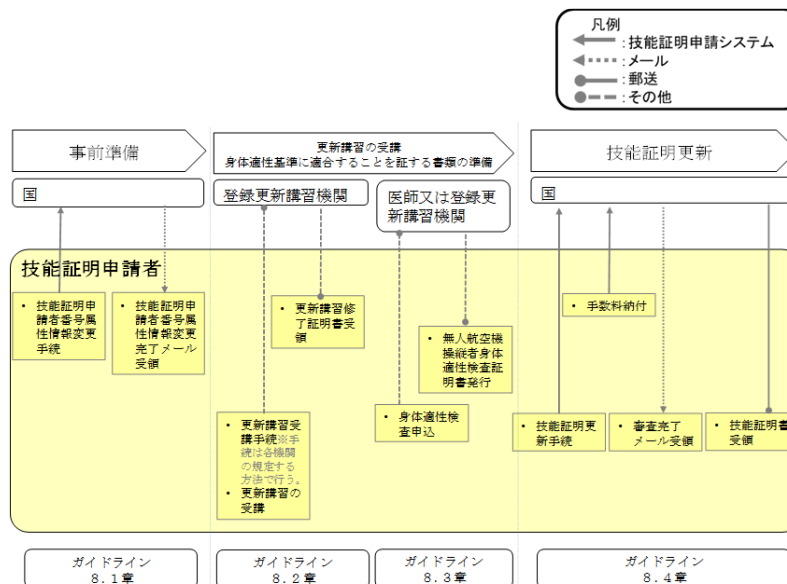 凡例
:技能証明申請システム
:メール
:郵送
:その他
事前準備
更新講習の受講
身体適性基準に適合することを証する書類の準備
技能証明更新
国
登録更新講習機関
医師又は登録更
新講習機関
国
技能証明申請者
• 技能証明申
請者番号属
性情報変更
手続
• 技能証明申
請者番号属
性情報変更
完了メール
受領
• 更新講習修
了証明書受
領
• 無人航空機
操縦者身体
適性検査証
明書発行
• 手数料納付
• 更新講習受
講手続※手
続は各機関
の規定する
方法で行う。
• 更新講習の
受講
• 身体適性検
査申込
• 技能証明更
新手続
• 審査完了
メール受領
• 技能証明書
受領
ガイドライン
8.1章
ガイドライン
8.2章
ガイドライン
8.3章
ガイドライン
8.4章